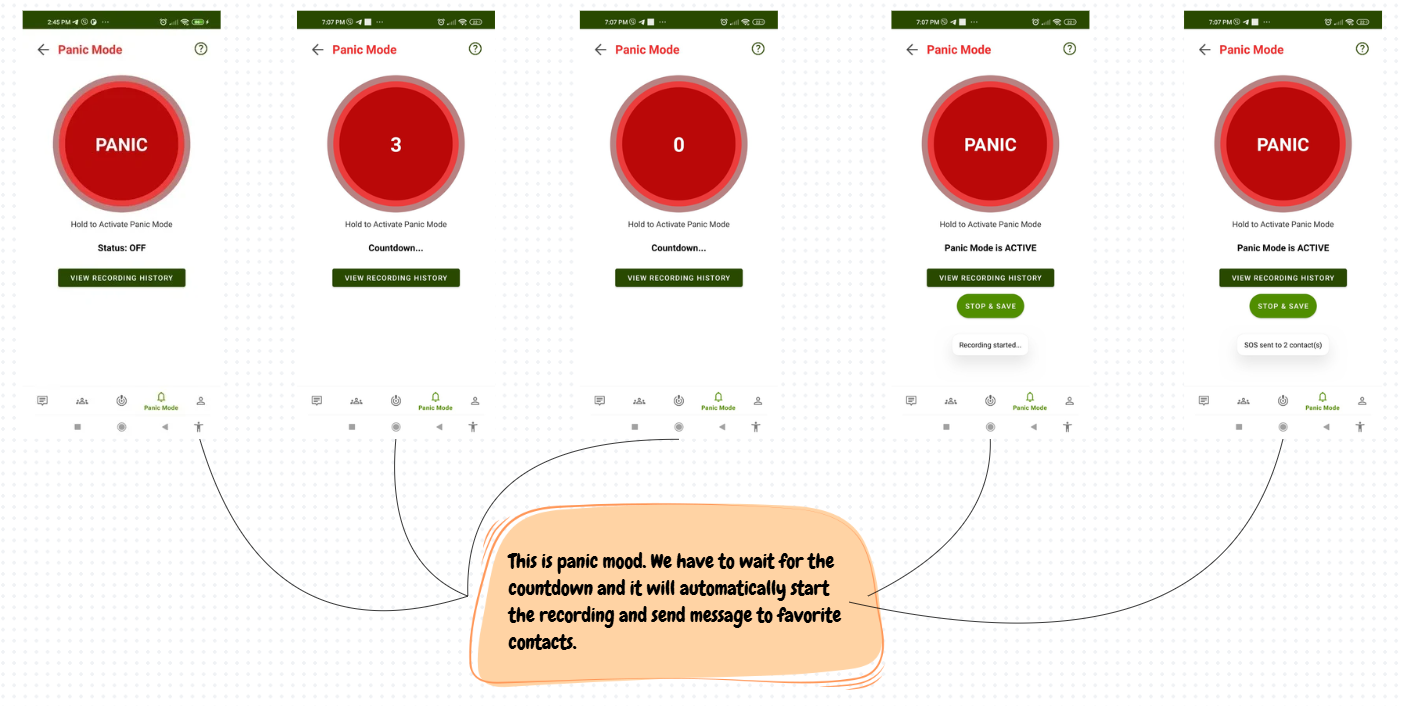 2:45 PM
Panic Mode
PANIC
Hold to Activate Panic Mode
Status: OFF
VIEW RECORDING HISTORY
Panic Mode
7:07 PM
Panic Mode
3
Hold to Activate Panic Mode
Countdown...
VIEW RECORDING HISTORY
Panic Mode
7:07 PM
Panic Mode
0
Hold to Activate Panic Mode
Countdown...
VIEW RECORDING HISTORY
Panic Mode
7:07 PM
Panic Mode
PANIC
Hold to Activate Panic Mode
Panic Mode is ACTIVE
VIEW RECORDING HISTORY
STOP & SAVE
Recording started...
Panic Mode
7:07 PM
Panic Mode
PANIC
Hold to Activate Panic Mode
Panic Mode is ACTIVE
VIEW RECORDING HISTORY
STOP & SAVE
SOS sent to 2 contact(s)
Panic Mode
This is panic mood. We have to wait for the
countdown and it will automatically start
the recording and send message to favorite
contacts.